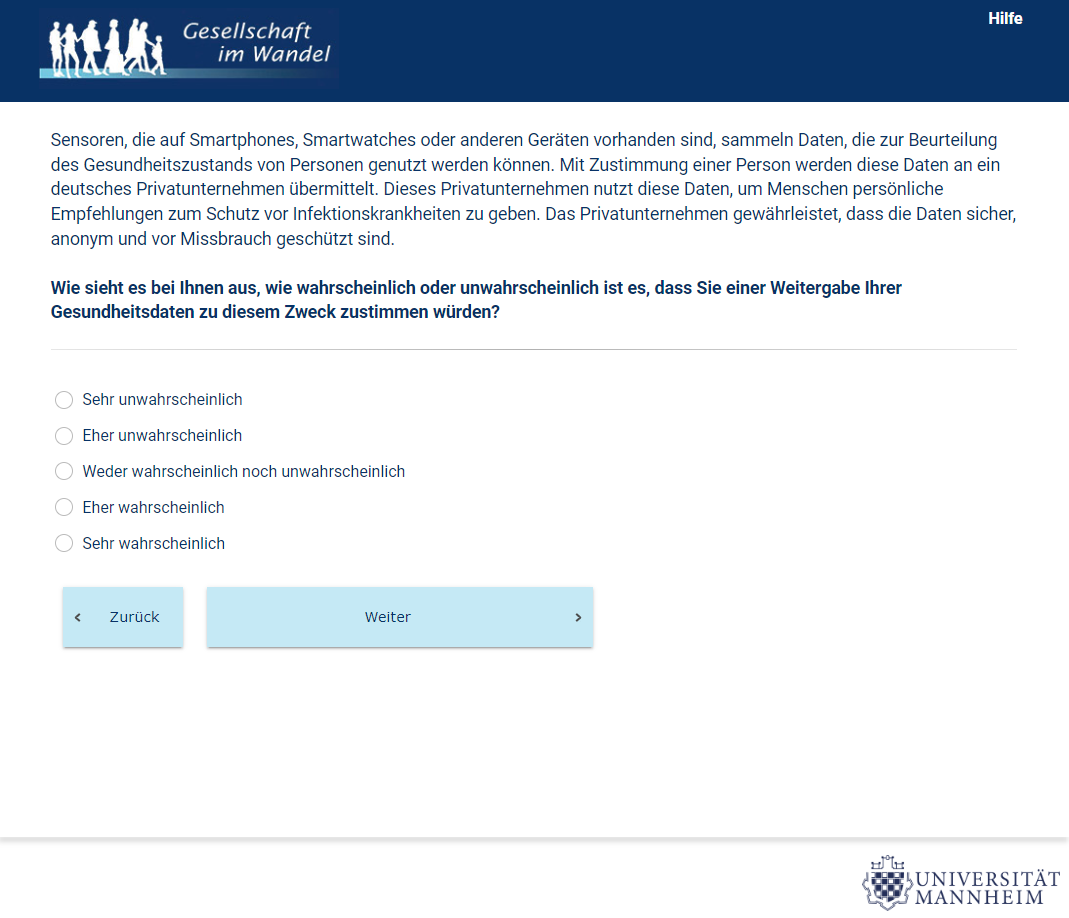 Gesellschaft
im Wandel
Hilfe
Sensoren, die auf Smartphones, Smartwatches oder anderen Geräten vorhanden sind, sammeln Daten, die zur Beurteilung
des Gesundheitszustands von Personen genutzt werden können. Mit Zustimmung einer Person werden diese Daten an ein
deutsches Privatunternehmen übermittelt. Dieses Privatunternehmen nutzt diese Daten, um Menschen persönliche
Empfehlungen zum Schutz vor Infektionskrankheiten zu geben. Das Privatunternehmen gewährleistet, dass die Daten sicher,
anonym und vor Missbrauch geschützt sind.
Wie sieht es bei Ihnen aus, wie wahrscheinlich oder unwahrscheinlich ist es, dass Sie einer Weitergabe Ihrer
Gesundheitsdaten zu diesem Zweck zustimmen würden?
Sehr unwahrscheinlich
Eher unwahrscheinlich
Weder wahrscheinlich noch unwahrscheinlich
Eher wahrscheinlich
Sehr wahrscheinlich
Zurück
Weiter
UNIVERSITÄT
MANNHEIM